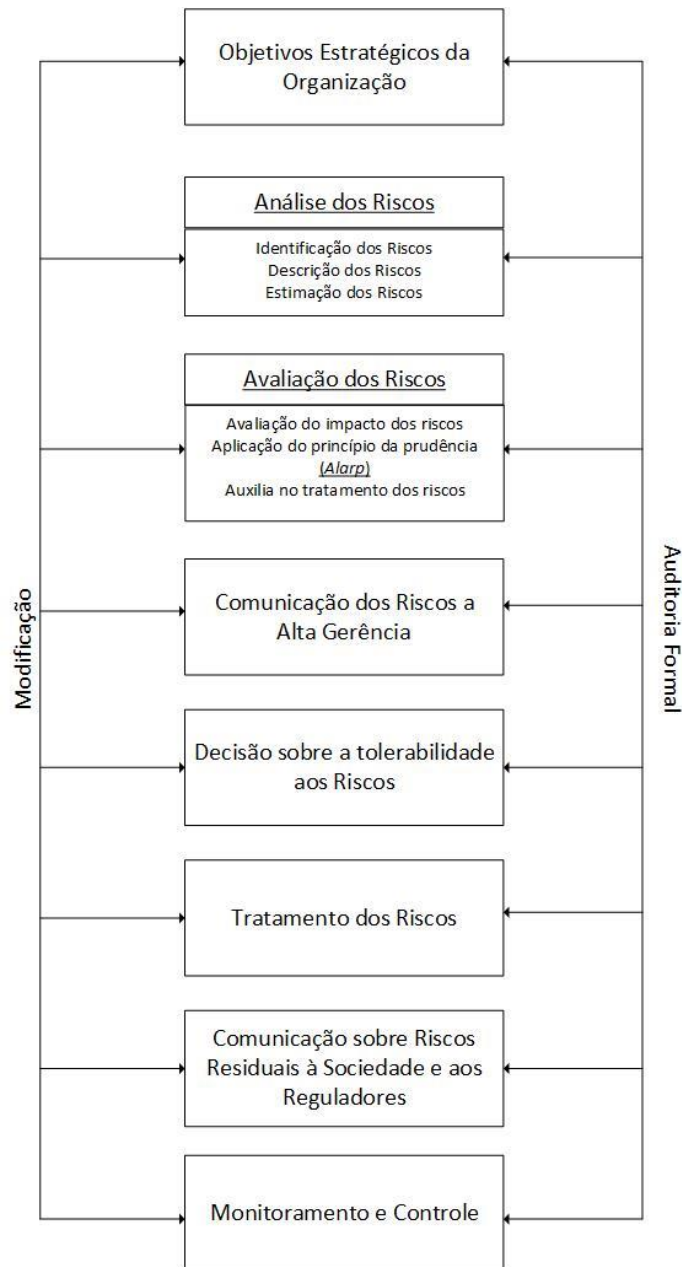 Objetivos Estratégicos da
Organização
Análise dos Riscos
Identificação dos Riscos
Descrição dos Riscos
Estimação dos Riscos
Avaliação dos Riscos
Avaliação do impacto dos riscos
Aplicação do princípio da prudência
(Alarp)
Auxilia no tratamento dos riscos
Comunicação dos Riscos a
Alta Gerência
Decisão sobre a tolerabilidade
aos Riscos
Tratamento dos Riscos
Comunicação sobre Riscos
Residuais à Sociedade e aos
Reguladores
Monitoramento e Controle
Modificação
Auditoria Formal